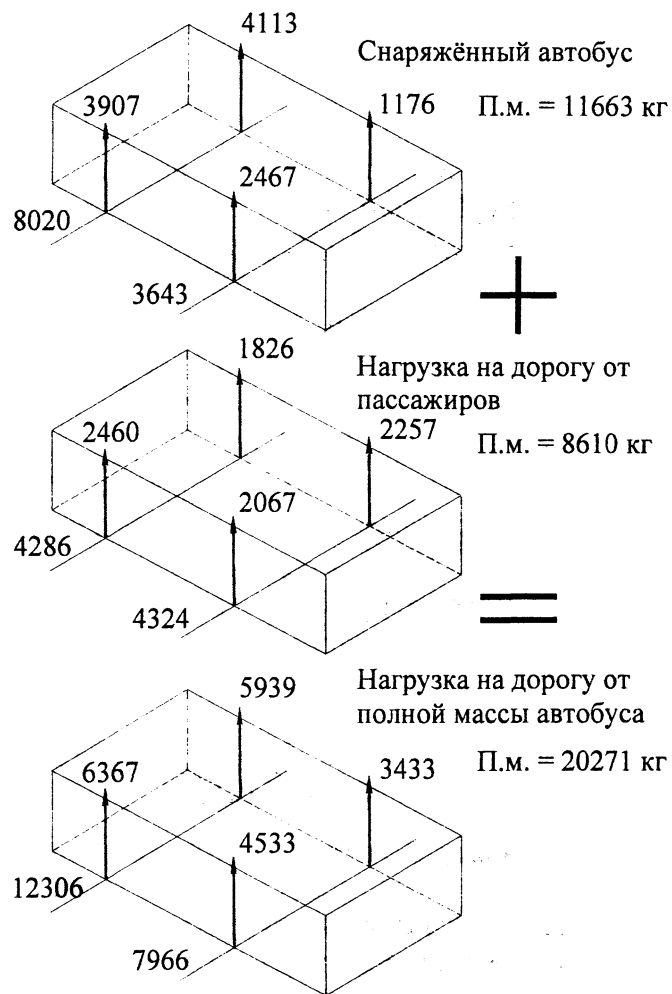 4113
Снаряжённый автобус
3907
1176
П.м. = 11663 кг
2467
8020
3643
+
1826
Нагрузка на дорогу от
пассажиров
2460
2257
П.м. = 8610 кг
2067
4286
4324
=
5939
Нагрузка на дорогу от
полной массы автобуса
6367
3433
П.м. = 20271 кг
4533
12306
7966